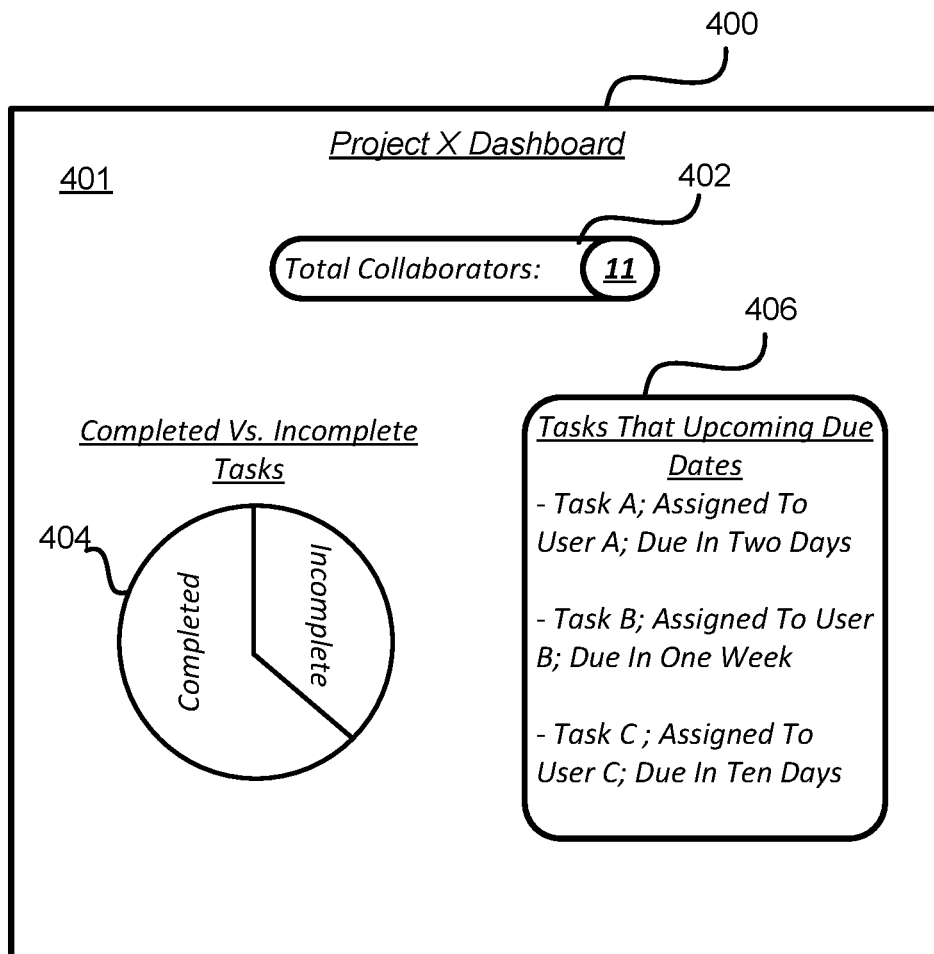 400
Project X Dashboard
401
402
Total Collaborators: 11
406
Completed Vs. Incomplete
Tasks
404
Completed
Incomplete
Tasks That Upcoming Due
Dates
- Task A; Assigned To
User A; Due In Two Days
- Task B; Assigned To User
B; Due In One Week
- Task C ; Assigned To
User C; Due In Ten Days